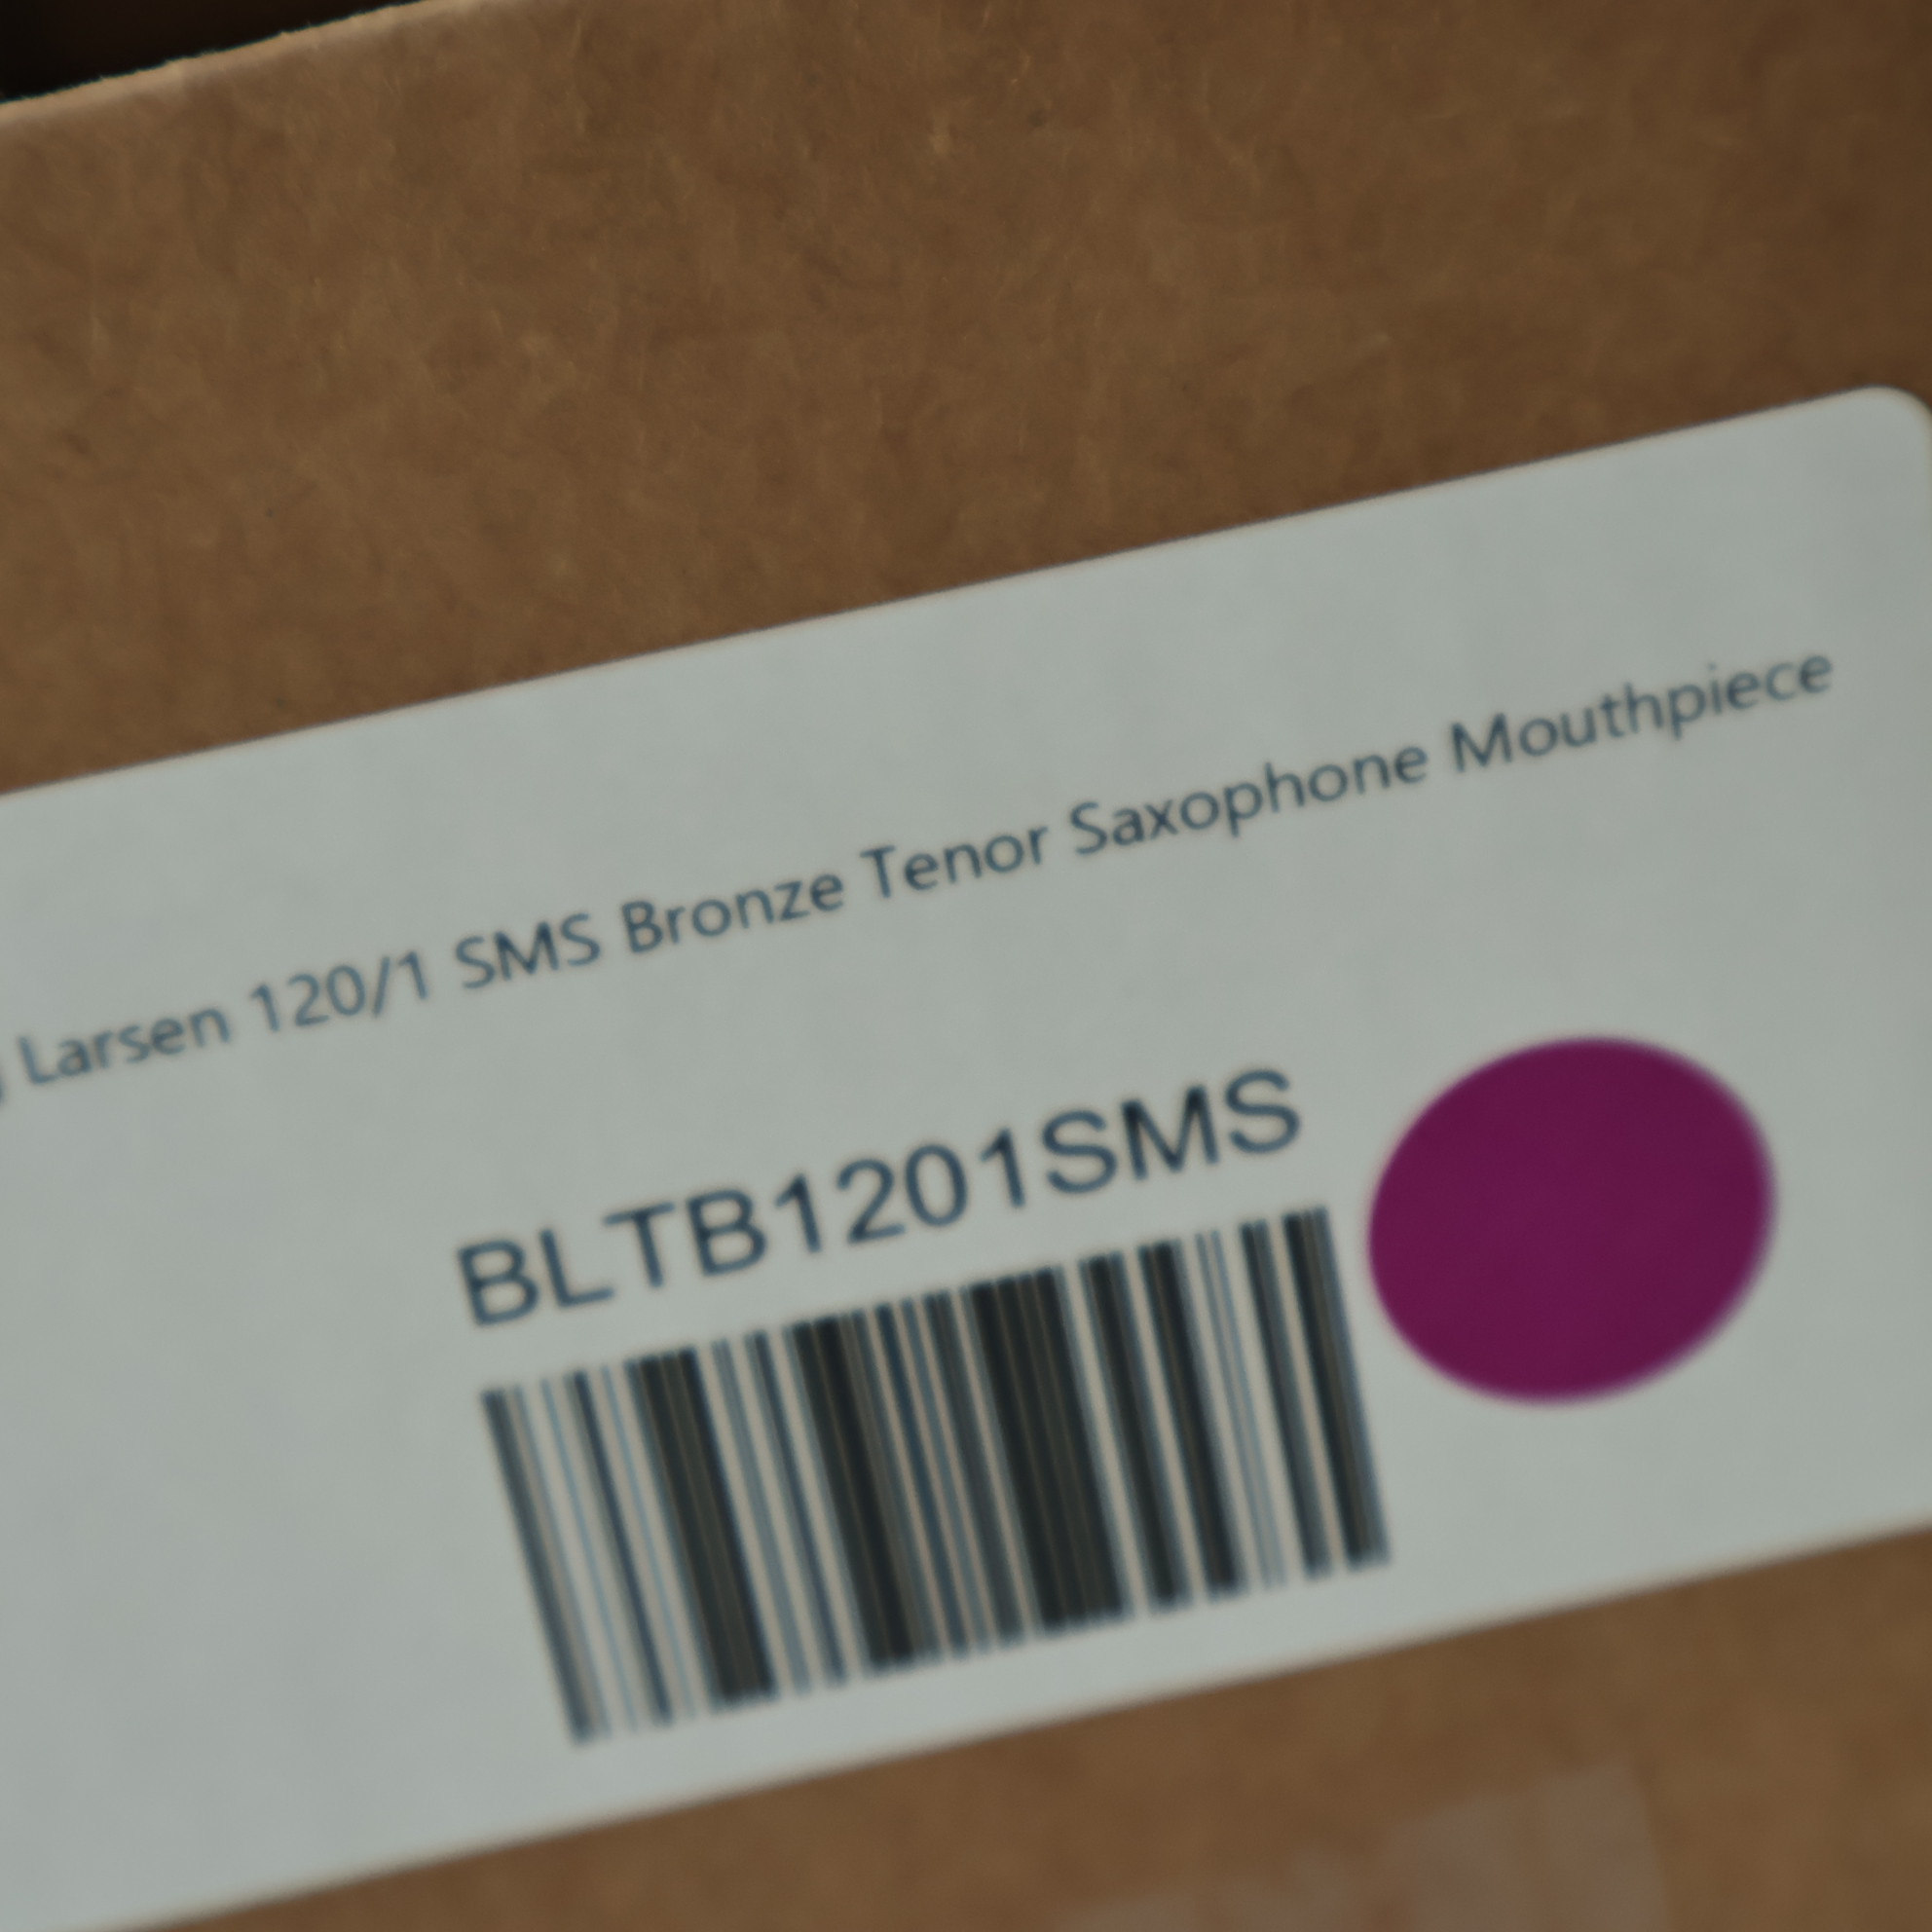 Larsen 120/1 SMS Bronze Tenor Saxophone Mouthpiece
BLTB1201SMS